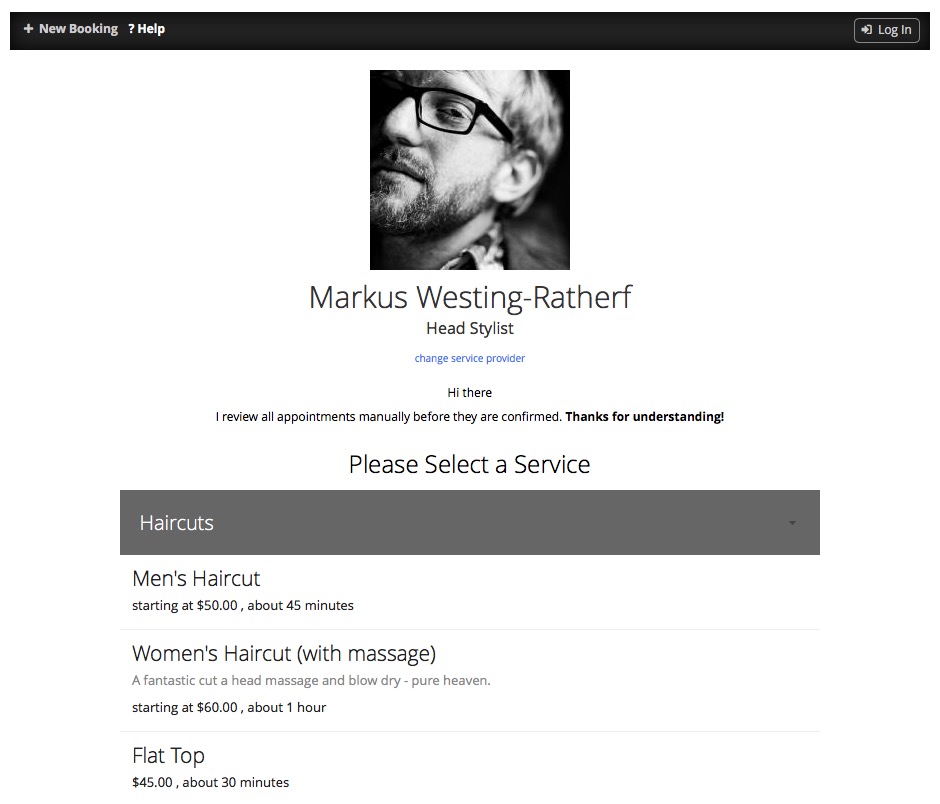 New Booking ? Help Log In
Markus Westing-Ratherf
Head Stylist
change service provider
Hi there
I review all appointments manually before they are confirmed. Thanks for understanding!
Please Select a Service
Haircuts
Men's Haircut
starting at $50.00 , about 45 minutes
Women's Haircut (with massage)
A fantastic cut a head massage and blow dry - pure heaven.
starting at $60.00 , about 1 hour
Flat Top
$45.00 , about 30 minutes